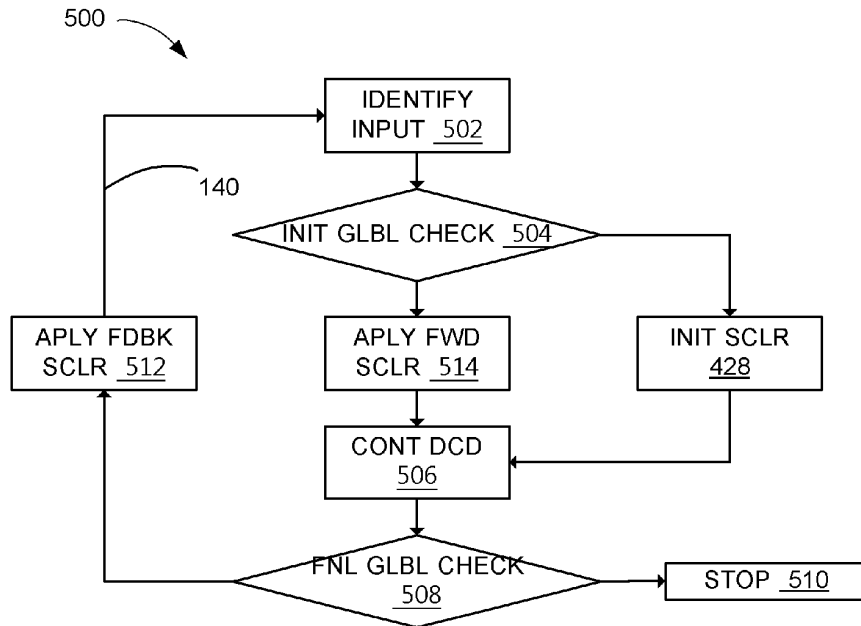 500
IDENTIFY
INPUT 502
140
INIT GLBL CHECK 504
APLY FDBK
SCLR 512
APLY FWD
SCLR 514
INIT SCLR
428
CONT DCD
506
FNL GLBL CHECK
508
STOP 510